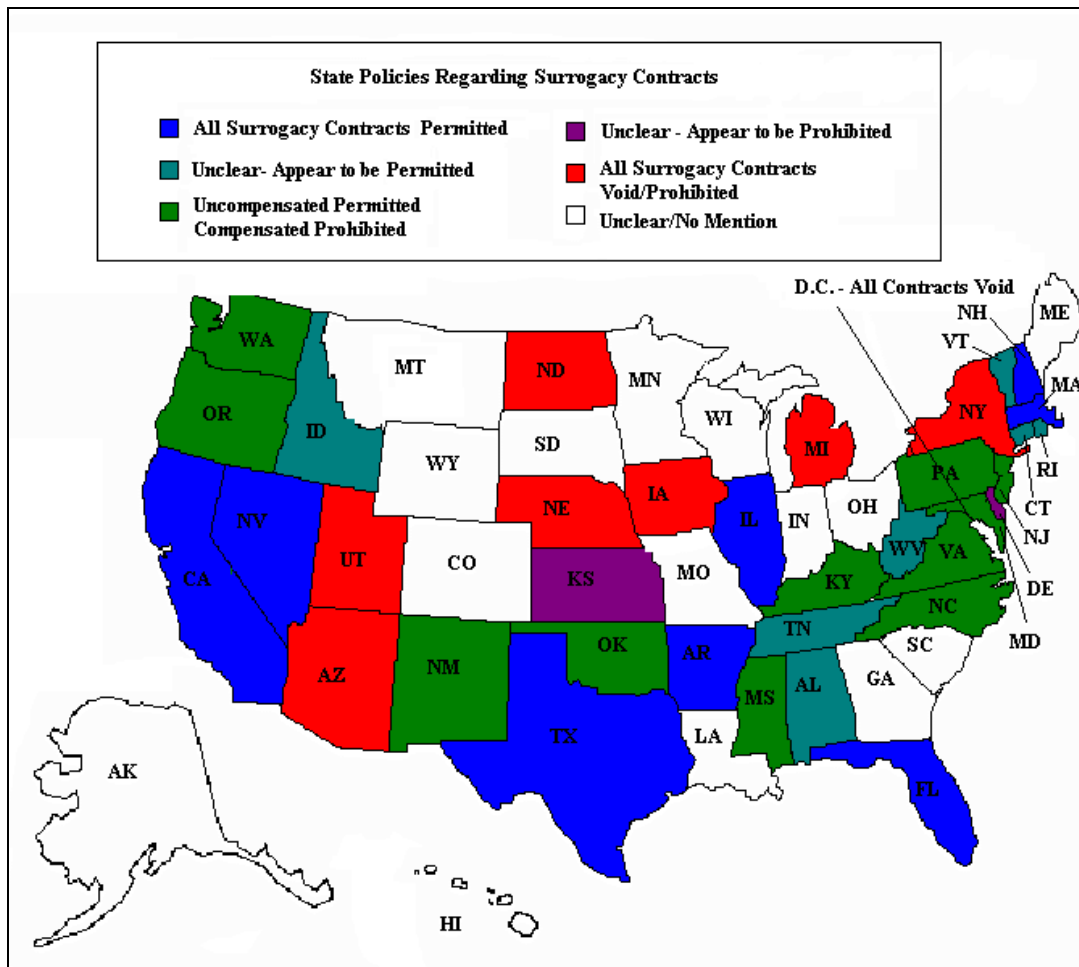 State Policies Regarding Surrogacy Contracts
All Surrogacy Contracts Permitted
Unclear- Appear to be Permitted
Uncompensated Permitted
Compensated Prohibited
Unclear - Appear to be Prohibited
All Surrogacy Contracts
Void/Prohibited
Unclear/No Mention
D.C. - All Contracts Void
NH
ME
VT
WA
MT
ND
MN
MA
OR
ID
SD
WI
MI
NY
WY
RI
PA
NV
NE
IA
IL
IN
OH
CT
NJ
CA
UT
CO
KS
MO
WV
VA
KY
DE
NC
TN
MD
AZ
NM
OK
AR
SC
MS
AL
GA
TX
LA
AK
FL
HI